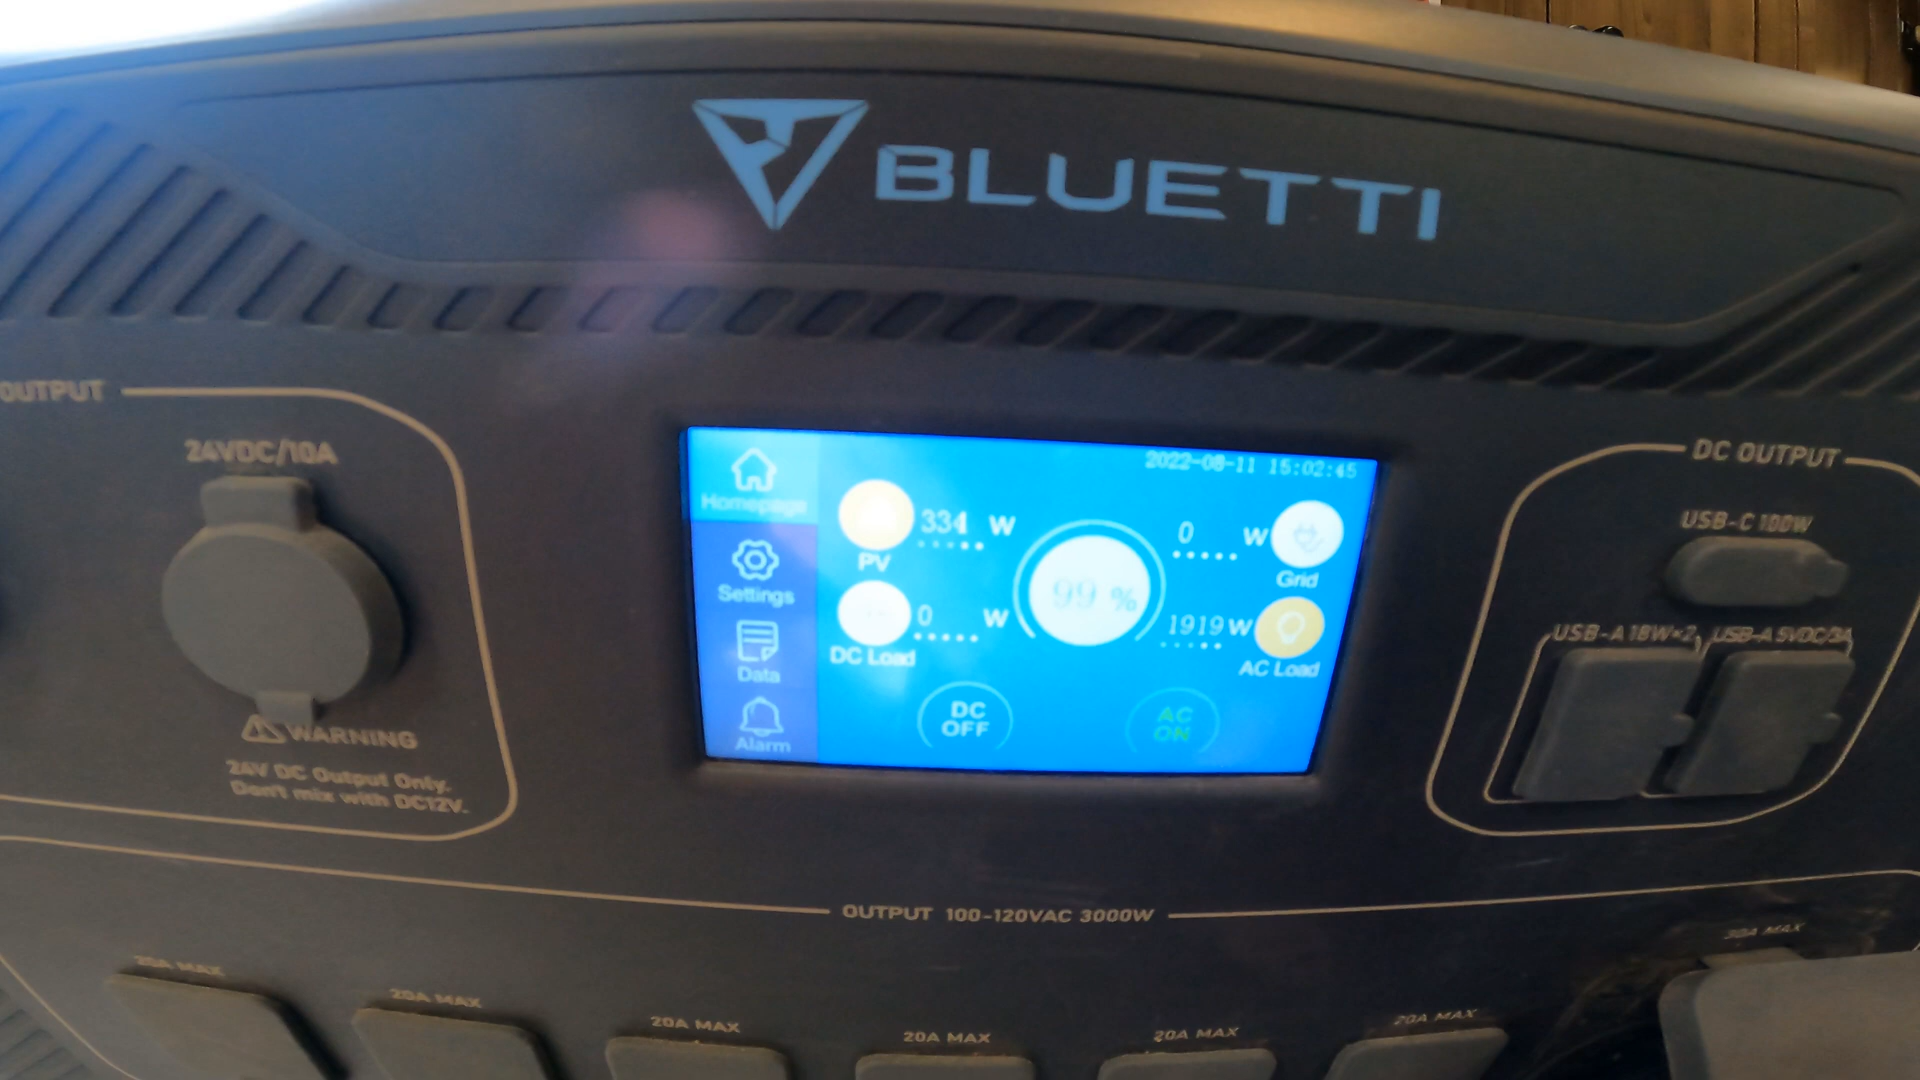 BLUETTI
OUTPUT
24VDC/10A
WARNING
24V DC Output Only.
Don't mix with DC12V.
2022-08-11 15:02:45
Homepage
Settings
Data
Alarm
334 W
PV
0 W
DC Load
99 %
0 W
Grid
1919 W
AC Load
DC
OFF
AC
ON
DC OUTPUT
USB-C 100W
USB-A 18W×2
USB-A 5VDC/3A
OUTPUT 100-120VAC 3000W
20A MAX
20A MAX
20A MAX
20A MAX
20A MAX
20A MAX
30A MAX